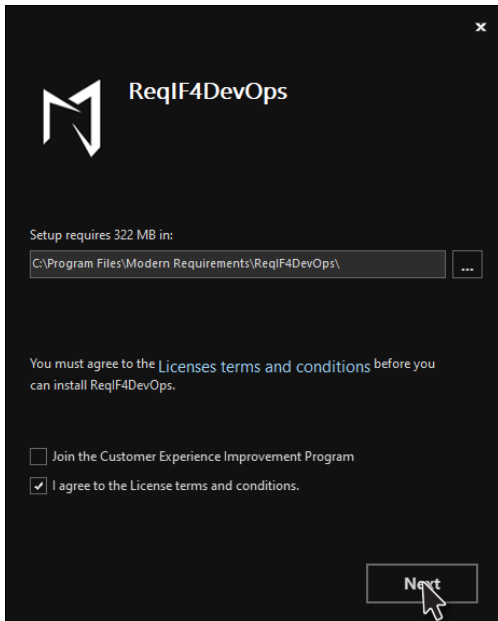 x
ReqIF4DevOps
Setup requires 322 MB in:
C:\Program Files\Modern Requirements\ReqIF4DevOps\
...
You must agree to the Licenses terms and conditions before you
can install ReqIF4DevOps.
Join the Customer Experience Improvement Program
I agree to the License terms and conditions.
Next